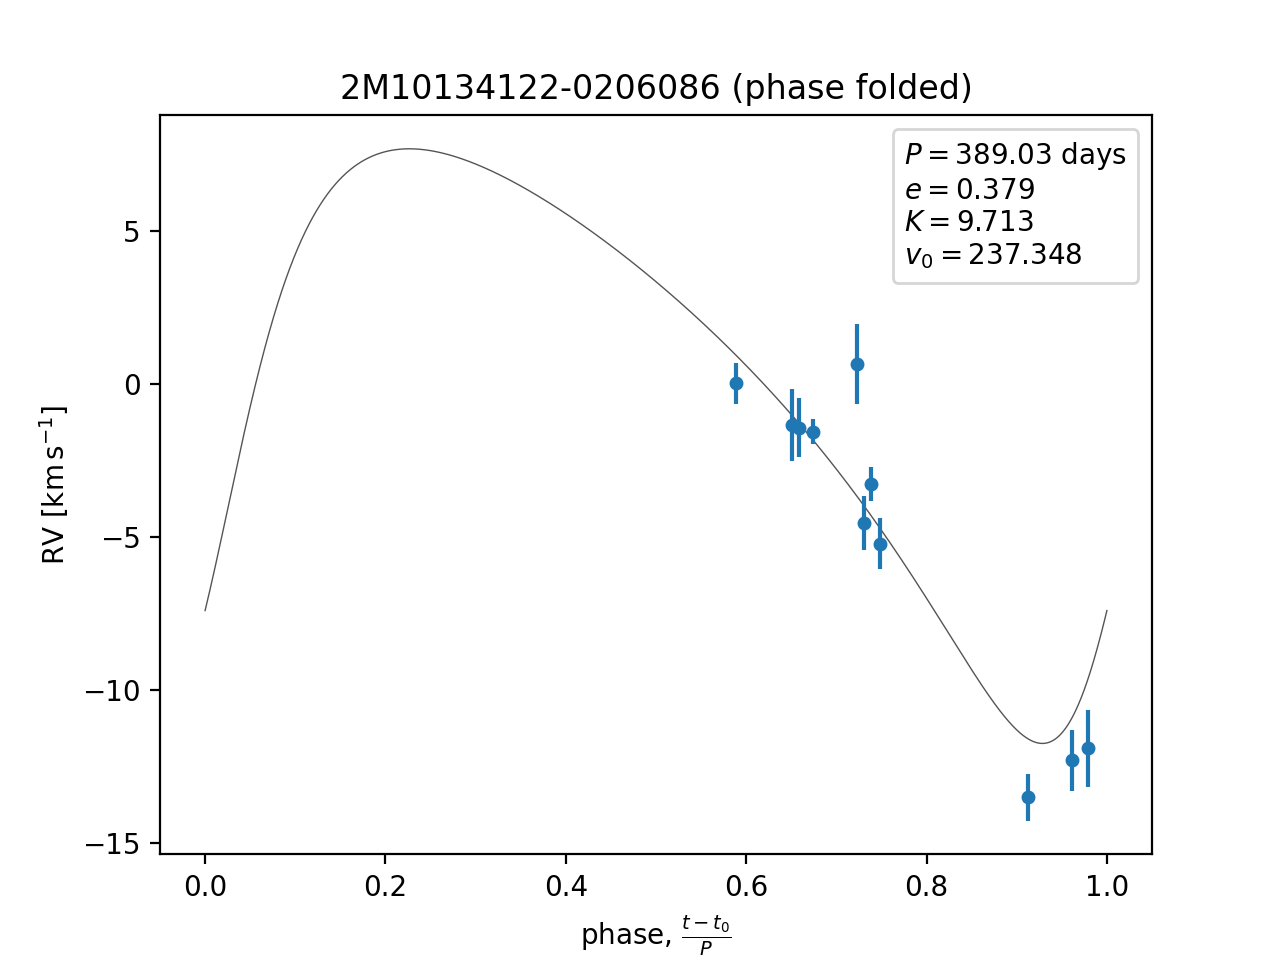 2M10134122-0206086 (phase folded)
P = 389.03 days
e = 0.379
K = 9.713
v₀ = 237.348
RV [km s⁻¹]
5
0
−5
−10
−15
0.0 0.2 0.4 0.6 0.8 1.0
phase, (t − t₀)/P